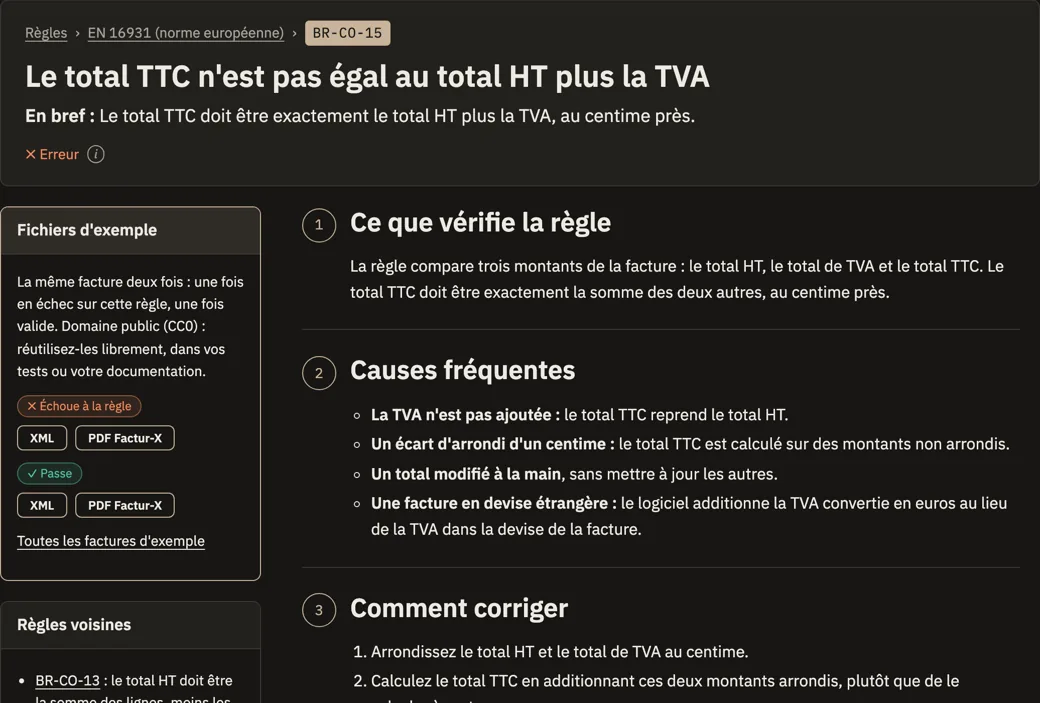 Règles › EN 16931 (norme européenne) › BR-CO-15
Le total TTC n'est pas égal au total HT plus la TVA
En bref : Le total TTC doit être exactement le total HT plus la TVA, au centime près.
✕ Erreur i
Fichiers d'exemple
La même facture deux fois : une fois
en échec sur cette règle, une fois
valide. Domaine public (CC0) :
réutilisez-les librement, dans vos
tests ou votre documentation.
✕ Échoue à la règle
XML PDF Factur-X
✓ Passe
XML PDF Factur-X
Toutes les factures d'exemple
Règles voisines
• BR-CO-13 : le total HT doit être
la somme des lignes, moins les
1 Ce que vérifie la règle
La règle compare trois montants de la facture : le total HT, le total de TVA et le total TTC. Le
total TTC doit être exactement la somme des deux autres, au centime près.
2 Causes fréquentes
◦ La TVA n'est pas ajoutée : le total TTC reprend le total HT.
◦ Un écart d'arrondi d'un centime : le total TTC est calculé sur des montants non arrondis.
◦ Un total modifié à la main, sans mettre à jour les autres.
◦ Une facture en devise étrangère : le logiciel additionne la TVA convertie en euros au lieu
de la TVA dans la devise de la facture.
3 Comment corriger
1. Arrondissez le total HT et le total de TVA au centime.
2. Calculez le total TTC en additionnant ces deux montants arrondis, plutôt que de le